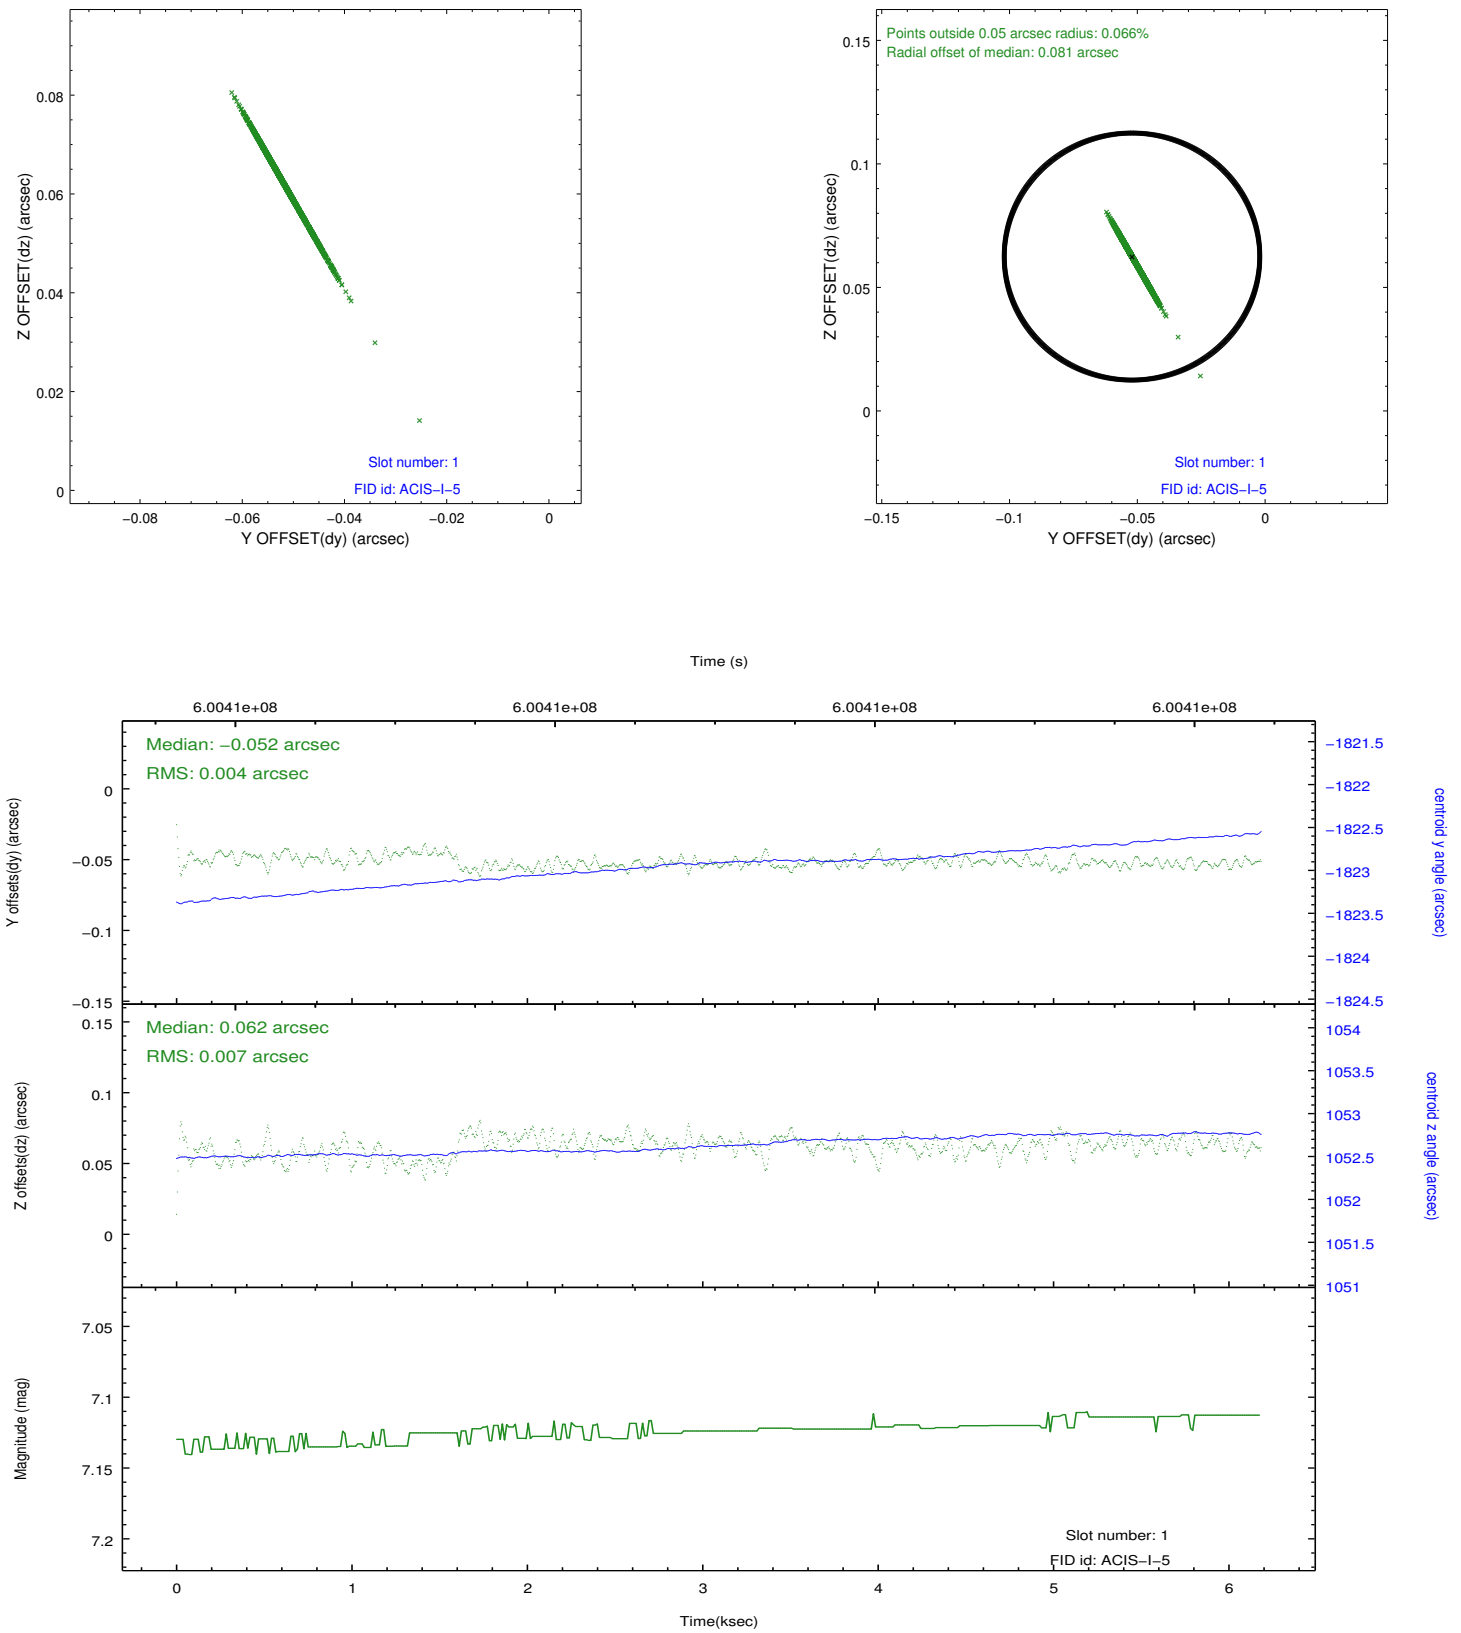 0.08
0.06
0.04
0.02
0
Z OFFSET(dz) (arcsec)
Slot number: 1
FID id: ACIS−I−5
−0.08
−0.06
−0.04
−0.02
0
Y OFFSET(dy) (arcsec)
Points outside 0.05 arcsec radius: 0.066%
Radial offset of median: 0.081 arcsec
0.15
0.1
0.05
0
Z OFFSET(dz) (arcsec)
Slot number: 1
FID id: ACIS−I−5
−0.15
−0.1
−0.05
0
Y OFFSET(dy) (arcsec)
Time (s)
6.0041e+08
6.0041e+08
6.0041e+08
6.0041e+08
Median: −0.052 arcsec
RMS: 0.004 arcsec
0
−0.05
−0.1
−0.15
Y offsets(dy) (arcsec)
−1821.5
−1822
−1822.5
−1823
−1823.5
−1824
−1824.5
centroid y angle (arcsec)
Median: 0.062 arcsec
RMS: 0.007 arcsec
0.15
0.1
0.05
0
Z offsets(dz) (arcsec)
1054
1053.5
1053
1052.5
1052
1051.5
1051
centroid z angle (arcsec)
7.05
7.1
7.15
7.2
Magnitude (mag)
Slot number: 1
FID id: ACIS−I−5
0
1
2
3
4
5
6
Time(ksec)